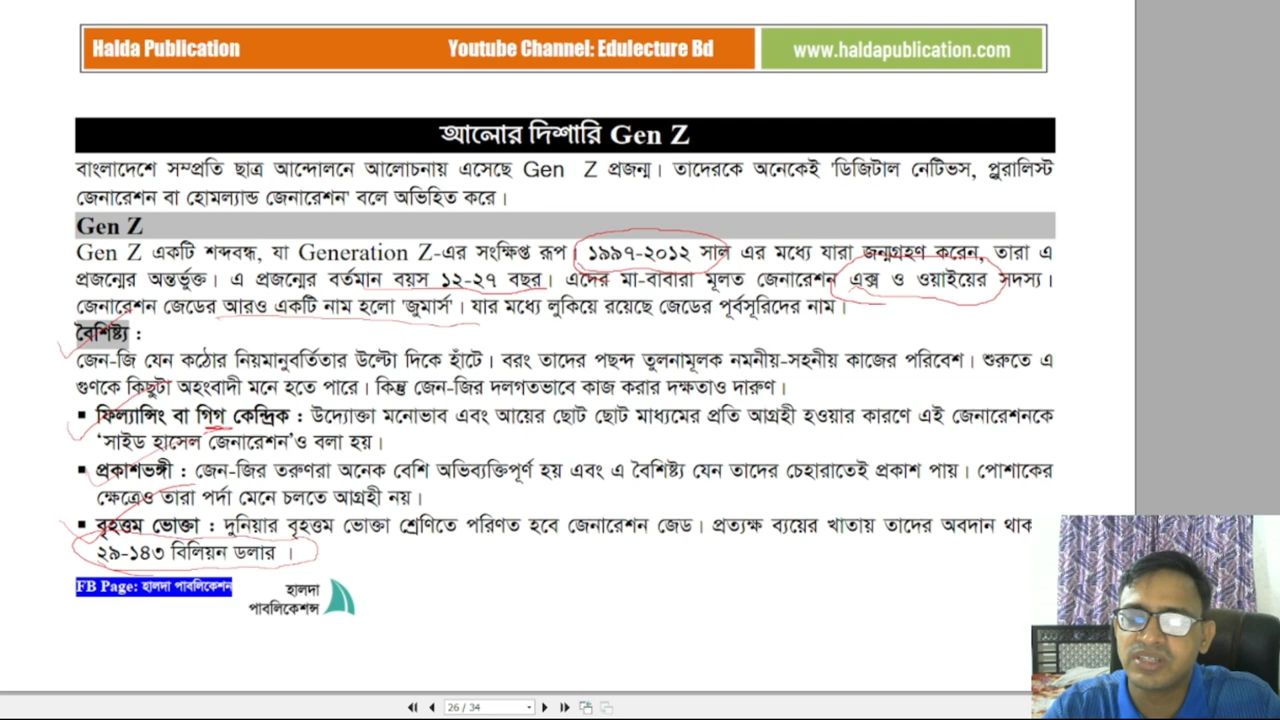 Halda Publication Youtube Channel: Edulecture Bd www.haldapublication.com
আলোর দিশারি Gen Z
বাংলাদেশে সম্প্রতি ছাত্র আন্দোলনে আলোচনায় এসেছে Gen Z প্রজন্ম। তাদেরকে অনেকেই 'ডিজিটাল নেটিভস, প্লুরালিস্ট
জেনারেশন বা হোমল্যান্ড জেনারেশন' বলে অভিহিত করে।
Gen Z
Gen Z একটি শব্দবন্ধ, যা Generation Z-এর সংক্ষিপ্ত রূপ। ১৯৯৭-২০১২ সাল এর মধ্যে যারা জন্মগ্রহণ করেন, তারা এ
প্রজন্মের অন্তর্ভুক্ত। এ প্রজন্মের বর্তমান বয়স ১২-২৭ বছর। এদের মা-বাবারা মূলত জেনারেশন এক্স ও ওয়াইয়ের সদস্য।
জেনারেশন জেডের আরও একটি নাম হলো 'জুমার্স'। যার মধ্যে লুকিয়ে রয়েছে জেডের পূর্বসূরিদের নাম।
বৈশিষ্ট্য :
জেন-জি যেন কঠোর নিয়মানুবর্তিতার উল্টো দিকে হাঁটে। বরং তাদের পছন্দ তুলনামূলক নমনীয়-সহনীয় কাজের পরিবেশ। শুরুতে এ
গুণকে কিছুটা অহংবাদী মনে হতে পারে। কিন্তু জেন-জির দলগতভাবে কাজ করার দক্ষতাও দারুণ।
▪ ফিল্যান্সিং বা গিগ কেন্দ্রিক : উদ্যোক্তা মনোভাব এবং আয়ের ছোট ছোট মাধ্যমের প্রতি আগ্রহী হওয়ার কারণে এই জেনারেশনকে
‘সাইড হাসেল জেনারেশন’ও বলা হয়।
▪ প্রকাশভঙ্গী : জেন-জির তরুণরা অনেক বেশি অভিব্যক্তিপূর্ণ হয় এবং এ বৈশিষ্ট্য যেন তাদের চেহারাতেই প্রকাশ পায়। পোশাকের
ক্ষেত্রেও তারা পর্দা মেনে চলতে আগ্রহী নয়।
▪ বৃহত্তম ভোক্তা : দুনিয়ার বৃহত্তম ভোক্তা শ্রেণিতে পরিণত হবে জেনারেশন জেড। প্রত্যক্ষ ব্যয়ের খাতায় তাদের অবদান
২৯-১৪৩ বিলিয়ন ডলার ।
FB Page: হালদা পাবলিকেশন
হালদা
পাবলিকেশন্স
26 / 34